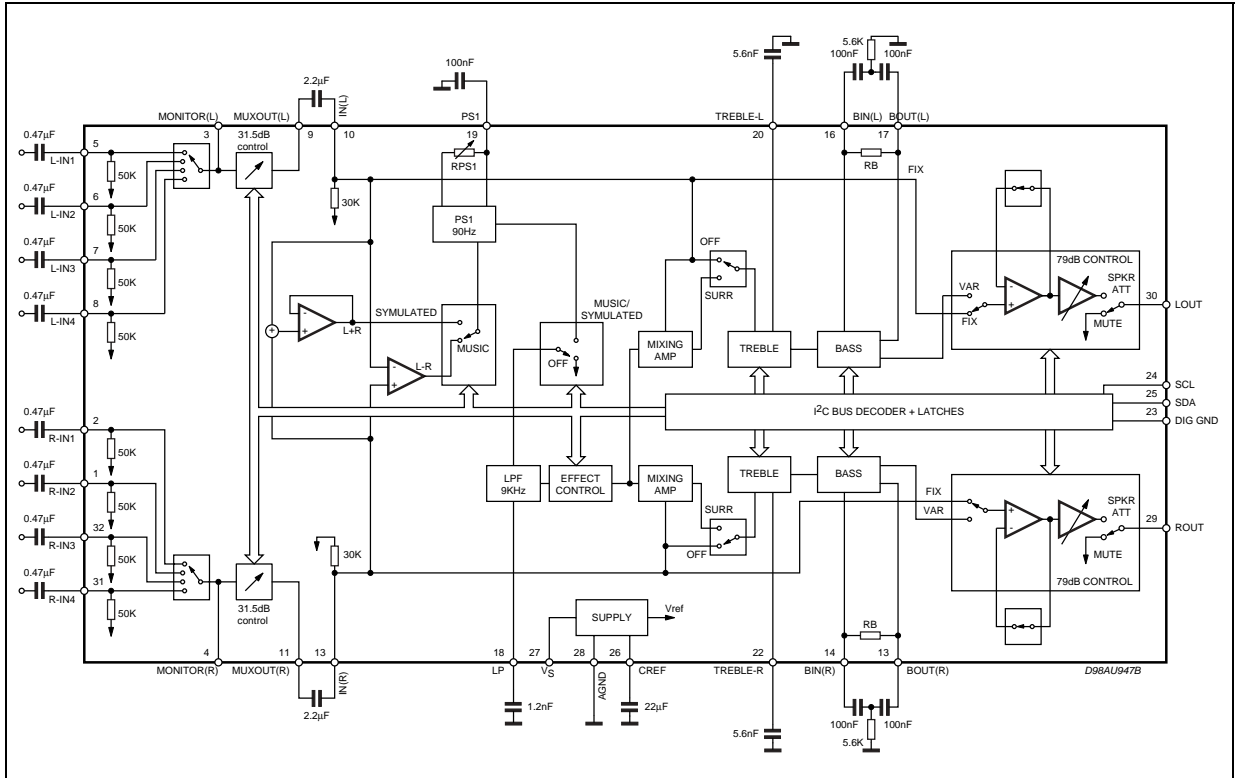 5.6K
5.6nF
100nF 100nF
100nF
2.2µF
IN(L)
MONITOR(L) MUXOUT(L) PS1 TREBLE-L BIN(L) BOUT(L)
3 9 10 19 20 16 17
0.47µF
5
L-IN1
31.5dB
control
50K
RPS1
RB
FIX
0.47µF
6
L-IN2
50K
30K
PS1
90Hz
OFF
SURR
79dB CONTROL
0.47µF
7
L-IN3
50K
0.47µF
8
L-IN4
50K
SYMULATED
L+R
MUSIC
MUSIC/
SYMULATED
OFF
MIXING
AMP
TREBLE
BASS
VAR
FIX
SPKR
ATT
MUTE
30
LOUT
L-R
24
SCL
I2C BUS DECODER + LATCHES
25
SDA
23
DIG GND
0.47µF
2
R-IN1
50K
0.47µF
1
R-IN2
50K
LPF
9KHz
EFFECT
CONTROL
MIXING
AMP
TREBLE
BASS
FIX
VAR
SPKR
ATT
0.47µF
32
R-IN3
50K
30K
SURR
OFF
MUTE
29
ROUT
79dB CONTROL
0.47µF
31
R-IN4
50K
31.5dB
control
SUPPLY
Vref
RB
4 11 13 18 27 28 26 22 14 13
MONITOR(R) MUXOUT(R) IN(R) LP VS AGND CREF TREBLE-R BIN(R) BOUT(R)
D98AU947B
2.2µF
1.2nF
22µF
5.6nF
100nF 100nF
5.6K